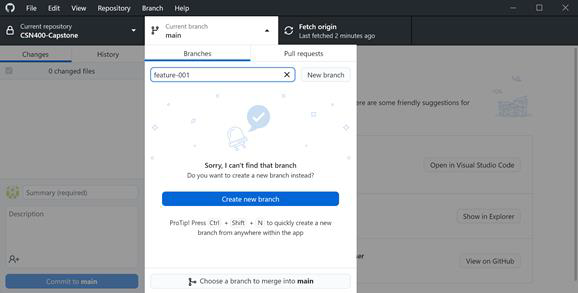 File Edit View Repository Branch Help
Current repository
CSN400-Capstone
Current branch
main
Fetch origin
Last fetched 2 minutes ago
Changes History
Branches Pull requests
0 changed files
feature-001
New branch
ere are some friendly suggestions for
Sorry, I can't find that branch
Do you want to create a new branch instead?
Open in Visual Studio Code
Create new branch
Summary (required)
ProTip! Press Ctrl + Shift + N to quickly create a new
branch from anywhere within the app
Description
Show in Explorer
ser
View on GitHub
Commit to main
Choose a branch to merge into main